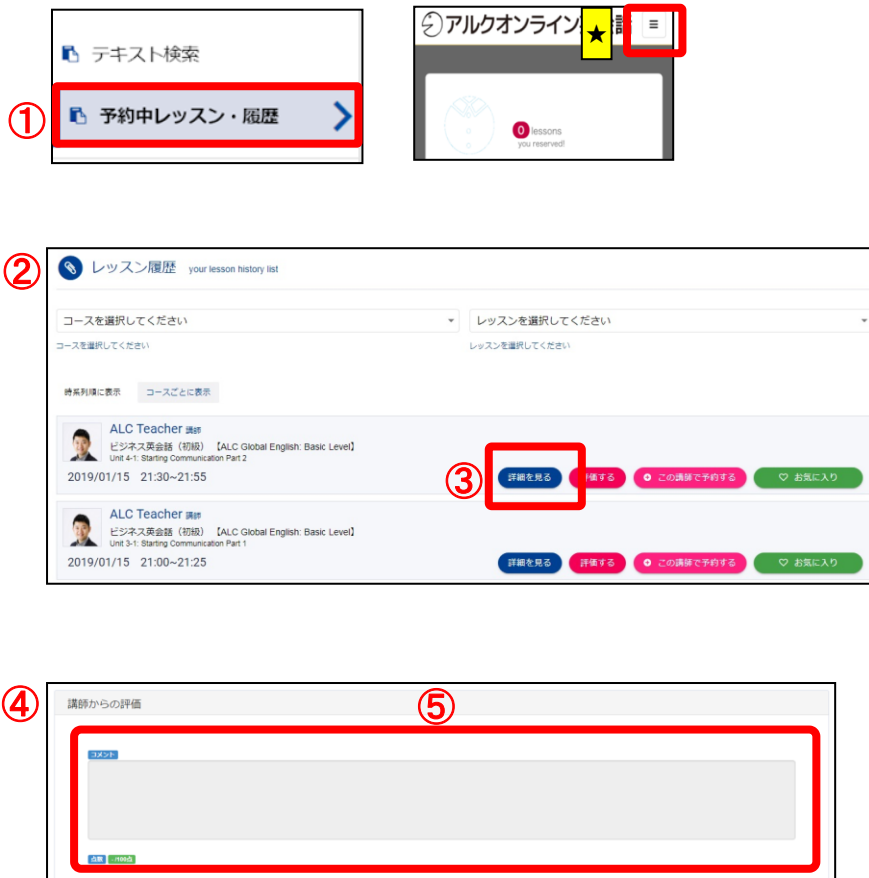 テキスト検索
① 予約中レッスン・履歴
アルクオンライン ★ ≡
0 lessons
you reserved!
②
レッスン履歴 your lesson history list
コースを選択してください レッスンを選択してください
コースを選択してください レッスンを選択してください
時系列順に表示 コースごとに表示
ALC Teacher 講師
ビジネス英会話（初級）【ALC Global English: Basic Level】
Unit 4-1: Starting Communication Part 2
2019/01/15 21:30~21:55 ③ 詳細を見る 評価する この講師で予約する ♡ お気に入り
ALC Teacher 講師
ビジネス英会話（初級）【ALC Global English: Basic Level】
Unit 3-1: Starting Communication Part 1
2019/01/15 21:00~21:25 詳細を見る 評価する この講師で予約する ♡ お気に入り
④ 講師からの評価 ⑤
コメント
点数 /100点